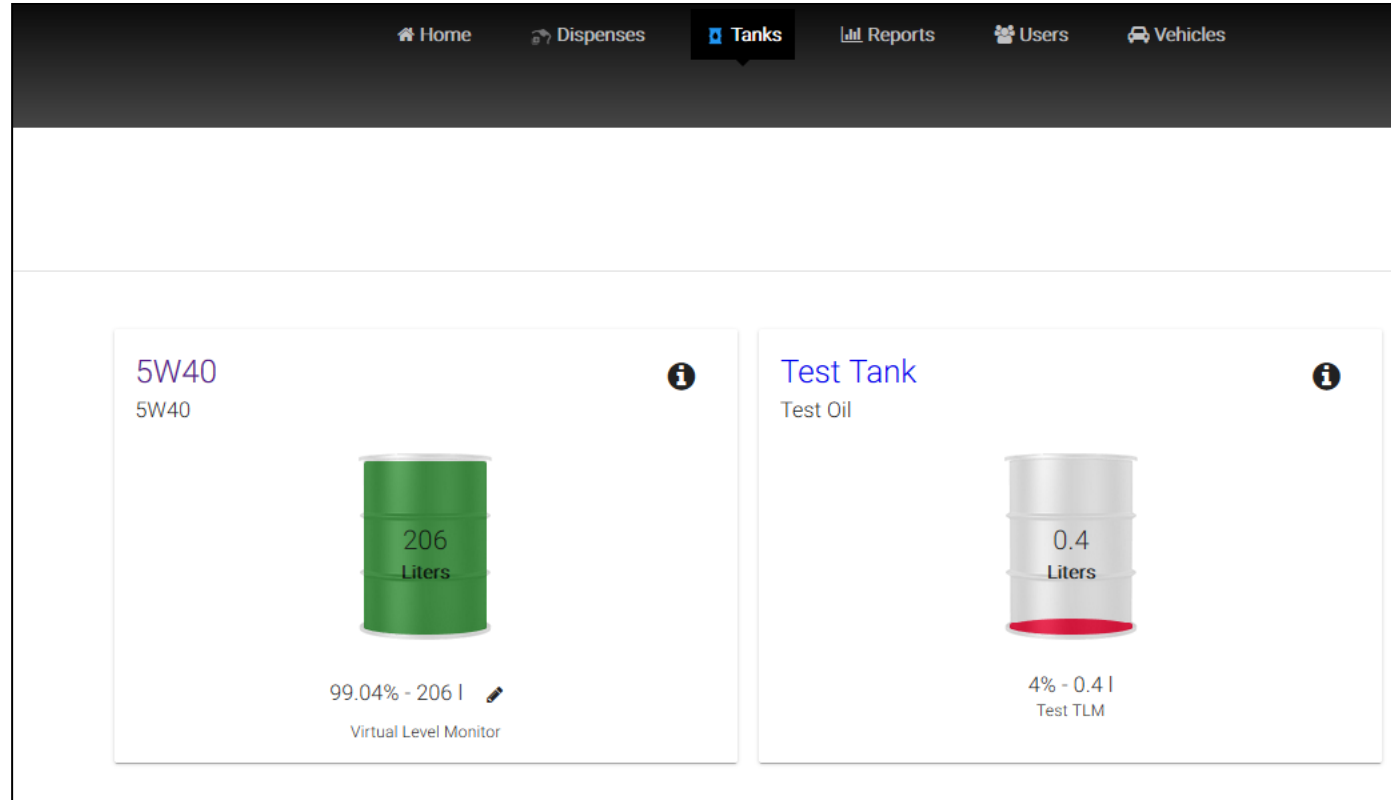 Home Dispenses Tanks Reports Users Vehicles
5W40
5W40
206
Liters
99.04% - 206 l
Virtual Level Monitor
Test Tank
Test Oil
0.4
Liters
4% - 0.4 l
Test TLM